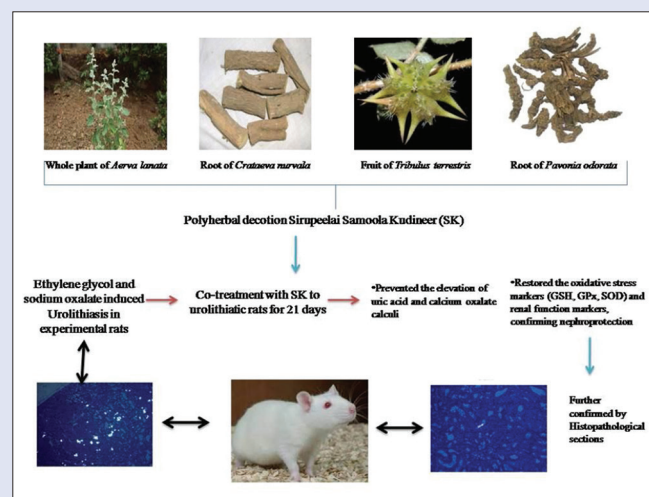 Whole plant of Aerva lanata
Root of Crataeva nurvala
Fruit of Tribulus terrestris
Root of Pavonia odorata
Polyherbal decotion Sirupeelai Samoola Kudineer (SK)
Ethylene glycol and
sodium oxalate induced
Urolithiasis in
experimental rats
Co-treatment with SK to
urolithiatic rats for 21 days
•Prevented the elevation of
uric acid and calcium oxalate
calculi
•Restored the oxidative stress
markers (GSH, GPx, SOD) and
renal function markers,
confirming nephroprotection
Further
confirmed by
Histopathological
sections